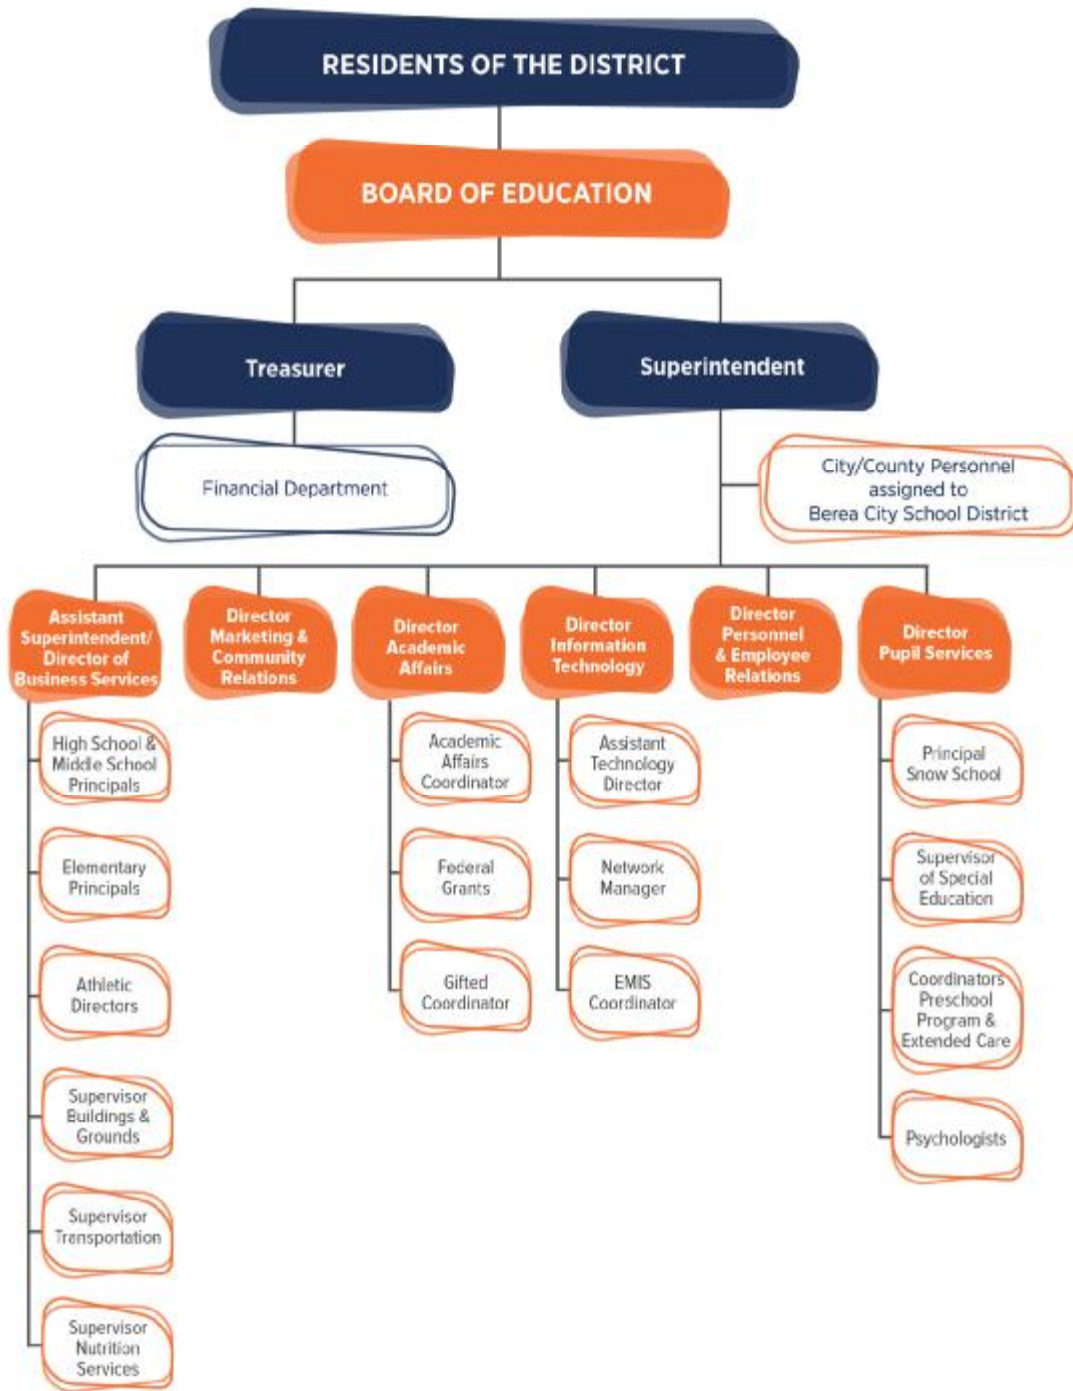 RESIDENTS OF THE DISTRICT
BOARD OF EDUCATION
Treasurer
Superintendent
Financial Department
City/County Personnel
assigned to
Berea City School District
Assistant
Superintendent/
Director of
Business Services
Director
Marketing &
Community
Relations
Director
Academic
Affairs
Director
Information
Technology
Director
Personnel
& Employee
Relations
Director
Pupil Services
High School &
Middle School
Principals
Elementary
Principals
Athletic
Directors
Supervisor
Buildings &
Grounds
Supervisor
Transportation
Supervisor
Nutrition
Services
Academic
Affairs
Coordinator
Federal
Grants
Gifted
Coordinator
Assistant
Technology
Director
Network
Manager
EMIS
Coordinator
Principal
Snow School
Supervisor
of Special
Education
Coordinators
Preschool
Program &
Extended Care
Psychologists